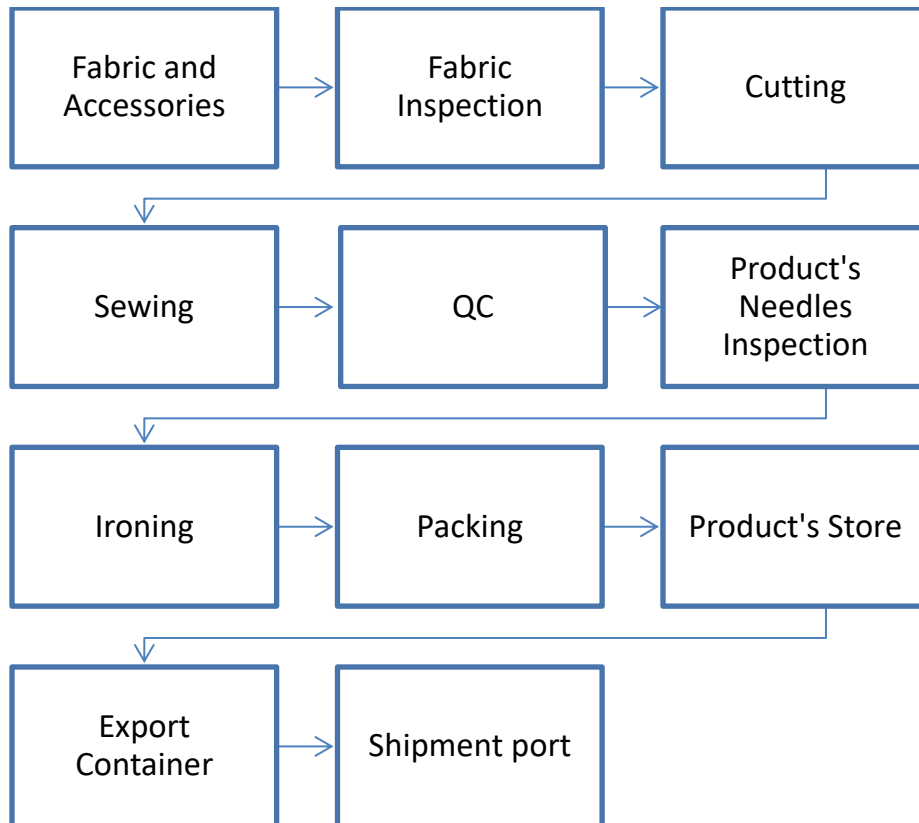 Fabric and
Accessories
Fabric
Inspection
Cutting
Sewing
QC
Product's
Needles
Inspection
Ironing
Packing
Product's Store
Export
Container
Shipment port